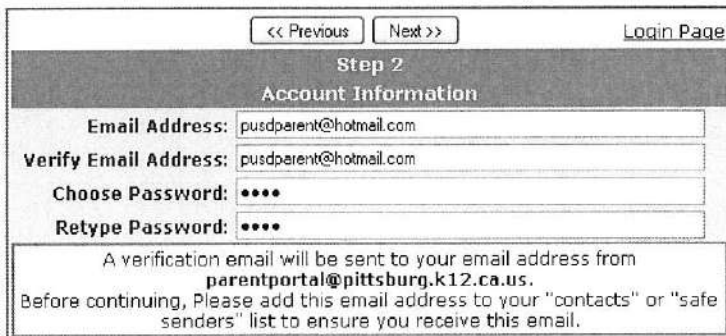 << Previous Next >> Login Page
Step 2
Account Information
Email Address: pusdparent@hotmail.com
Verify Email Address: pusdparent@hotmail.com
Choose Password: ••••
Retype Password: ••••
A verification email will be sent to your email address from
parentportal@pittsburg.k12.ca.us.
Before continuing, Please add this email address to your "contacts" or "safe
senders" list to ensure you receive this email.